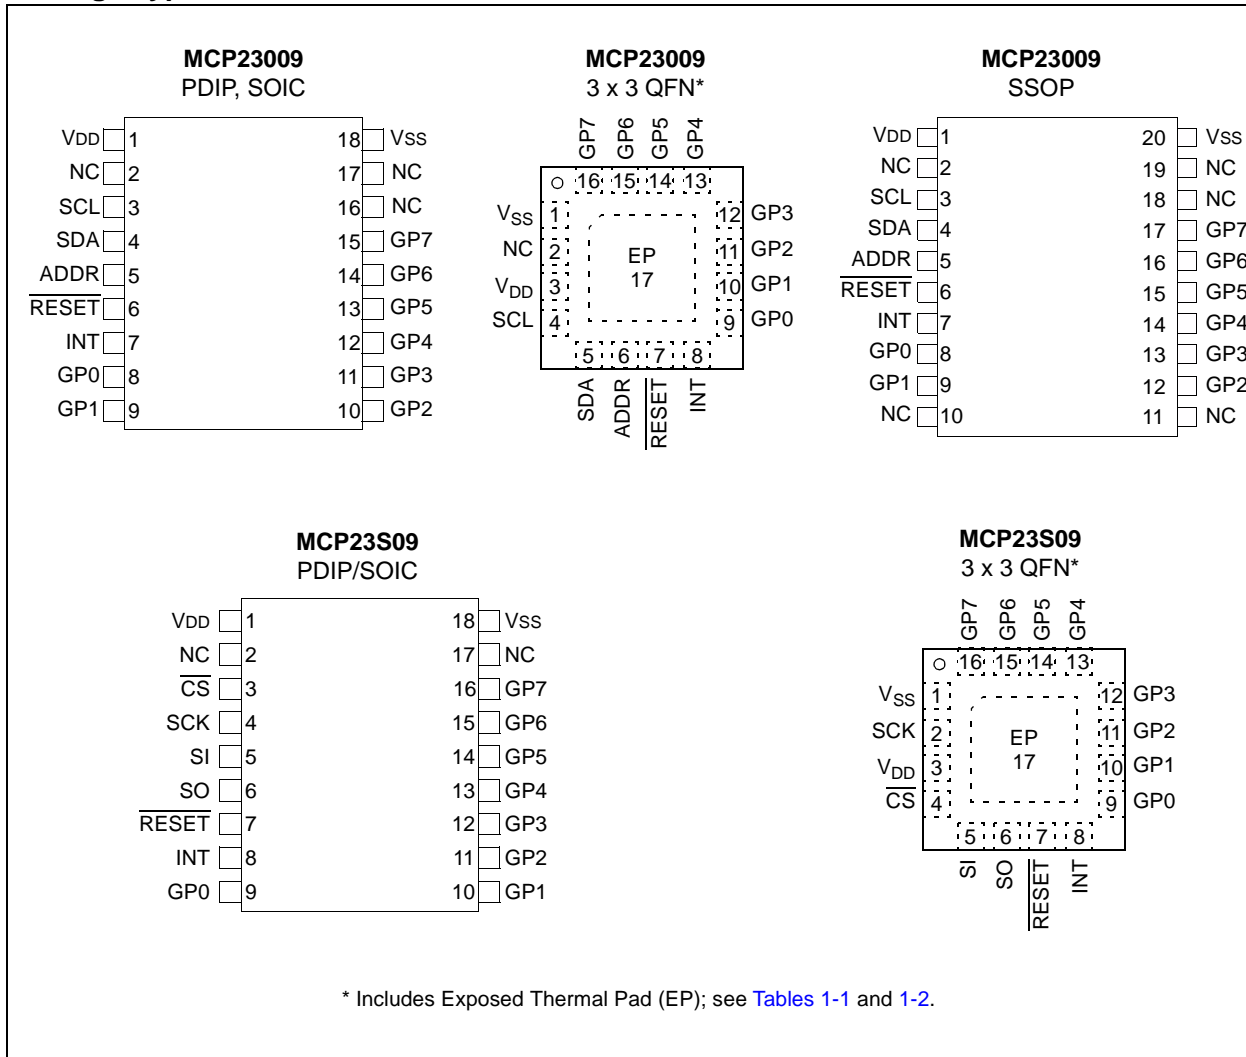 MCP23009
PDIP, SOIC
VDD 1
NC 2
SCL 3
SDA 4
ADDR 5
RESET 6
INT 7
GP0 8
GP1 9
18 VSS
17 NC
16 NC
15 GP7
14 GP6
13 GP5
12 GP4
11 GP3
10 GP2
MCP23009
3 x 3 QFN*
GP7 GP6 GP5 GP4
16 15 14 13
VSS 1
NC 2
VDD 3
SCL 4
EP
17
12 GP3
11 GP2
10 GP1
9 GP0
5 6 7 8
SDA ADDR RESET INT
MCP23009
SSOP
VDD 1
NC 2
SCL 3
SDA 4
ADDR 5
RESET 6
INT 7
GP0 8
GP1 9
NC 10
20 VSS
19 NC
18 NC
17 GP7
16 GP6
15 GP5
14 GP4
13 GP3
12 GP2
11 NC
MCP23S09
PDIP/SOIC
VDD 1
NC 2
CS 3
SCK 4
SI 5
SO 6
RESET 7
INT 8
GP0 9
18 VSS
17 NC
16 GP7
15 GP6
14 GP5
13 GP4
12 GP3
11 GP2
10 GP1
MCP23S09
3 x 3 QFN*
GP7 GP6 GP5 GP4
16 15 14 13
VSS 1
SCK 2
VDD 3
CS 4
EP
17
12 GP3
11 GP2
10 GP1
9 GP0
5 6 7 8
SI SO RESET INT
* Includes Exposed Thermal Pad (EP); see Tables 1-1 and 1-2.